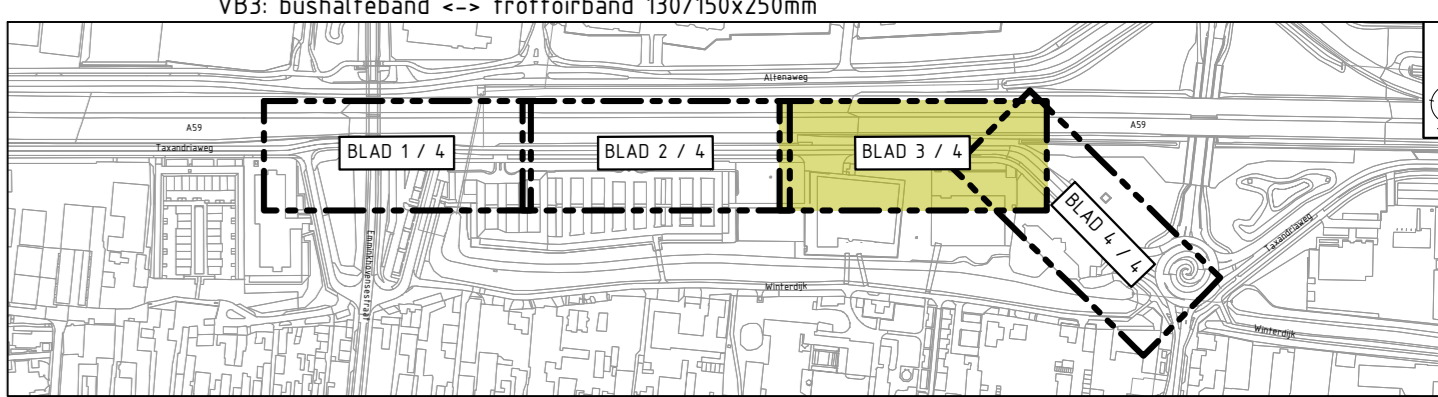 VB3: bushalteband <-> trottoirband 130/150x250mm
Altenaweg
A59
A59
Taxandriaweg
BLAD 1 / 4
BLAD 2 / 4
BLAD 3 / 4
BLAD 4 / 4
Taxandriaweg
Emmikhovensestraat
Winterdijk
Winterdijk